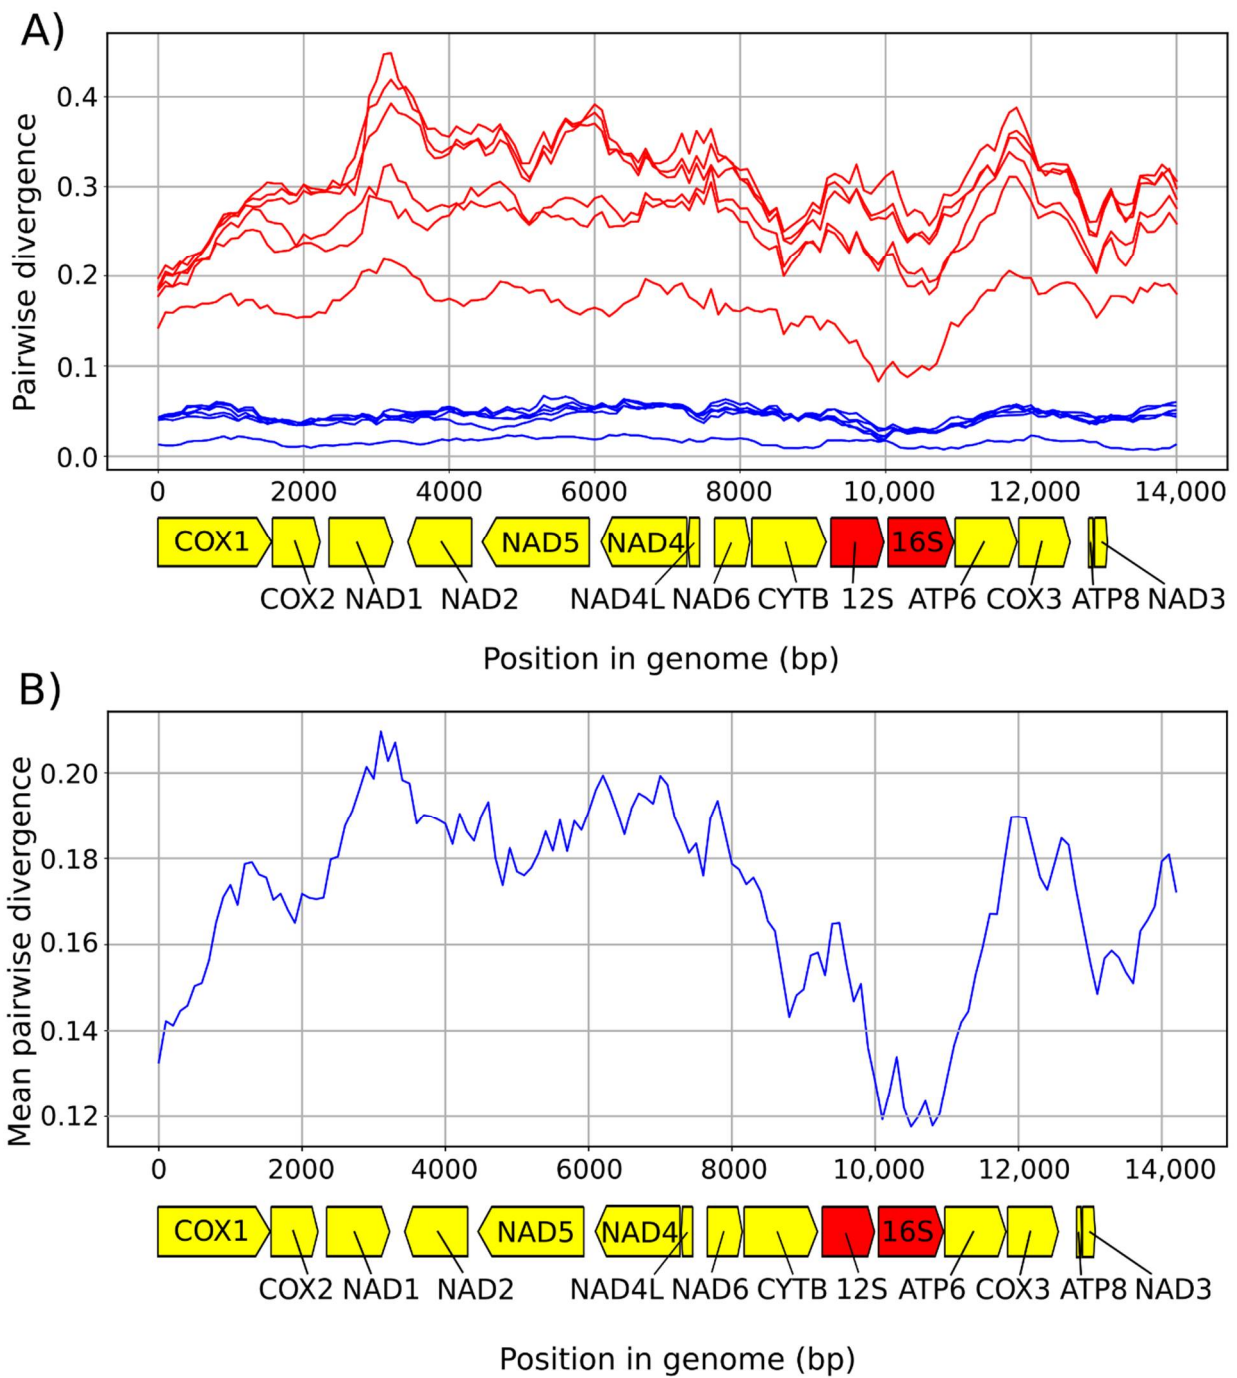 A)
Pairwise divergence
0.4
0.3
0.2
0.1
0.0
0 2000 4000 6000 8000 10,000 12,000 14,000
COX1 NAD5 NAD4 16S
COX2 NAD1 NAD2 NAD4L NAD6 CYTB 12S ATP6 COX3 ATP8 NAD3
Position in genome (bp)
B)
Mean pairwise divergence
0.20
0.18
0.16
0.14
0.12
0 2000 4000 6000 8000 10,000 12,000 14,000
COX1 NAD5 NAD4 16S
COX2 NAD1 NAD2 NAD4L NAD6 CYTB 12S ATP6 COX3 ATP8 NAD3
Position in genome (bp)